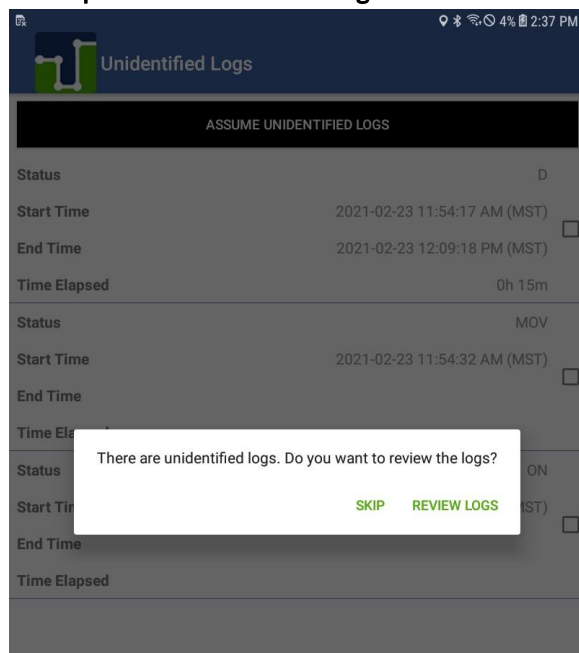 4% 2:37 PM
Unidentified Logs
ASSUME UNIDENTIFIED LOGS
Status D
Start Time 2021-02-23 11:54:17 AM (MST)
End Time 2021-02-23 12:09:18 PM (MST)
Time Elapsed 0h 15m
Status MOV
Start Time 2021-02-23 11:54:32 AM (MST)
End Time
Time
There are unidentified logs. Do you want to review the logs?
Status ON
SKIP REVIEW LOGS
Start
End Time
Time Elapsed